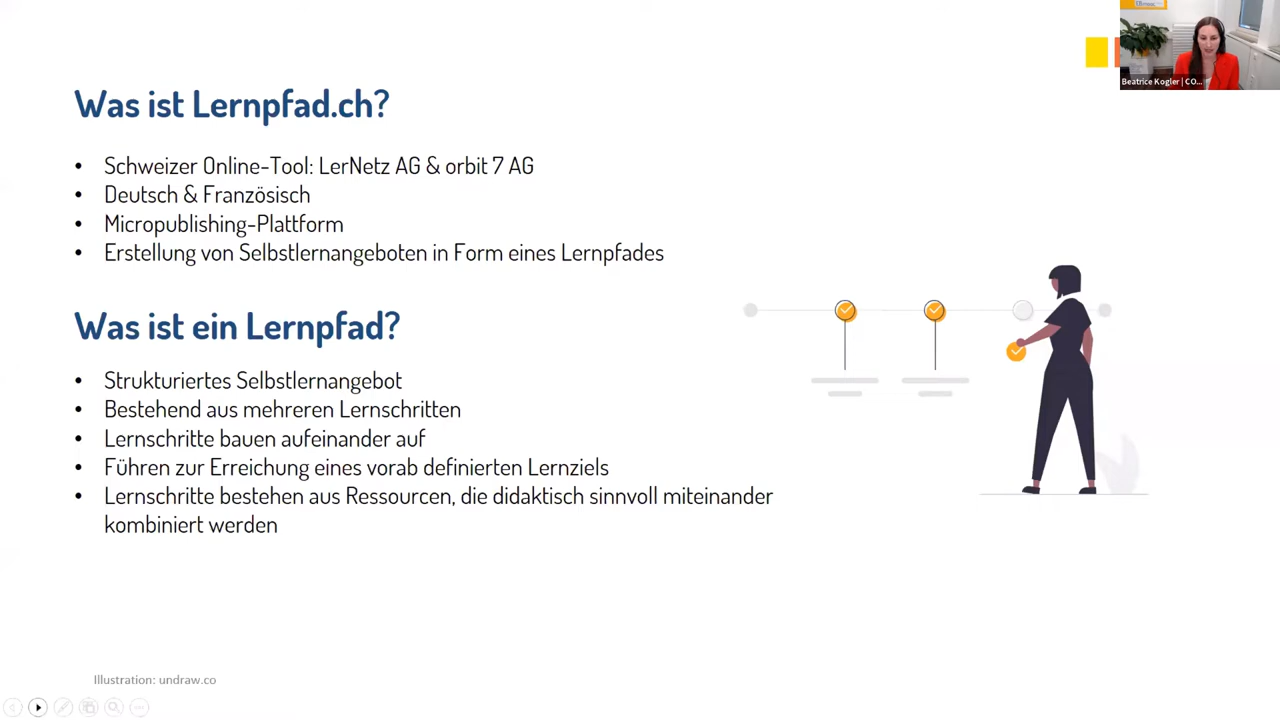 Beatrice Kogler | CO...
Was ist Lernpfad.ch?
• Schweizer Online-Tool: LerNetz AG & orbit 7 AG
• Deutsch & Französisch
• Micropublishing-Plattform
• Erstellung von Selbstlernangeboten in Form eines Lernpfades
Was ist ein Lernpfad?
• Strukturiertes Selbstlernangebot
• Bestehend aus mehreren Lernschritten
• Lernschritte bauen aufeinander auf
• Führen zur Erreichung eines vorab definierten Lernziels
• Lernschritte bestehen aus Ressourcen, die didaktisch sinnvoll miteinander
kombiniert werden
Illustration: undraw.co